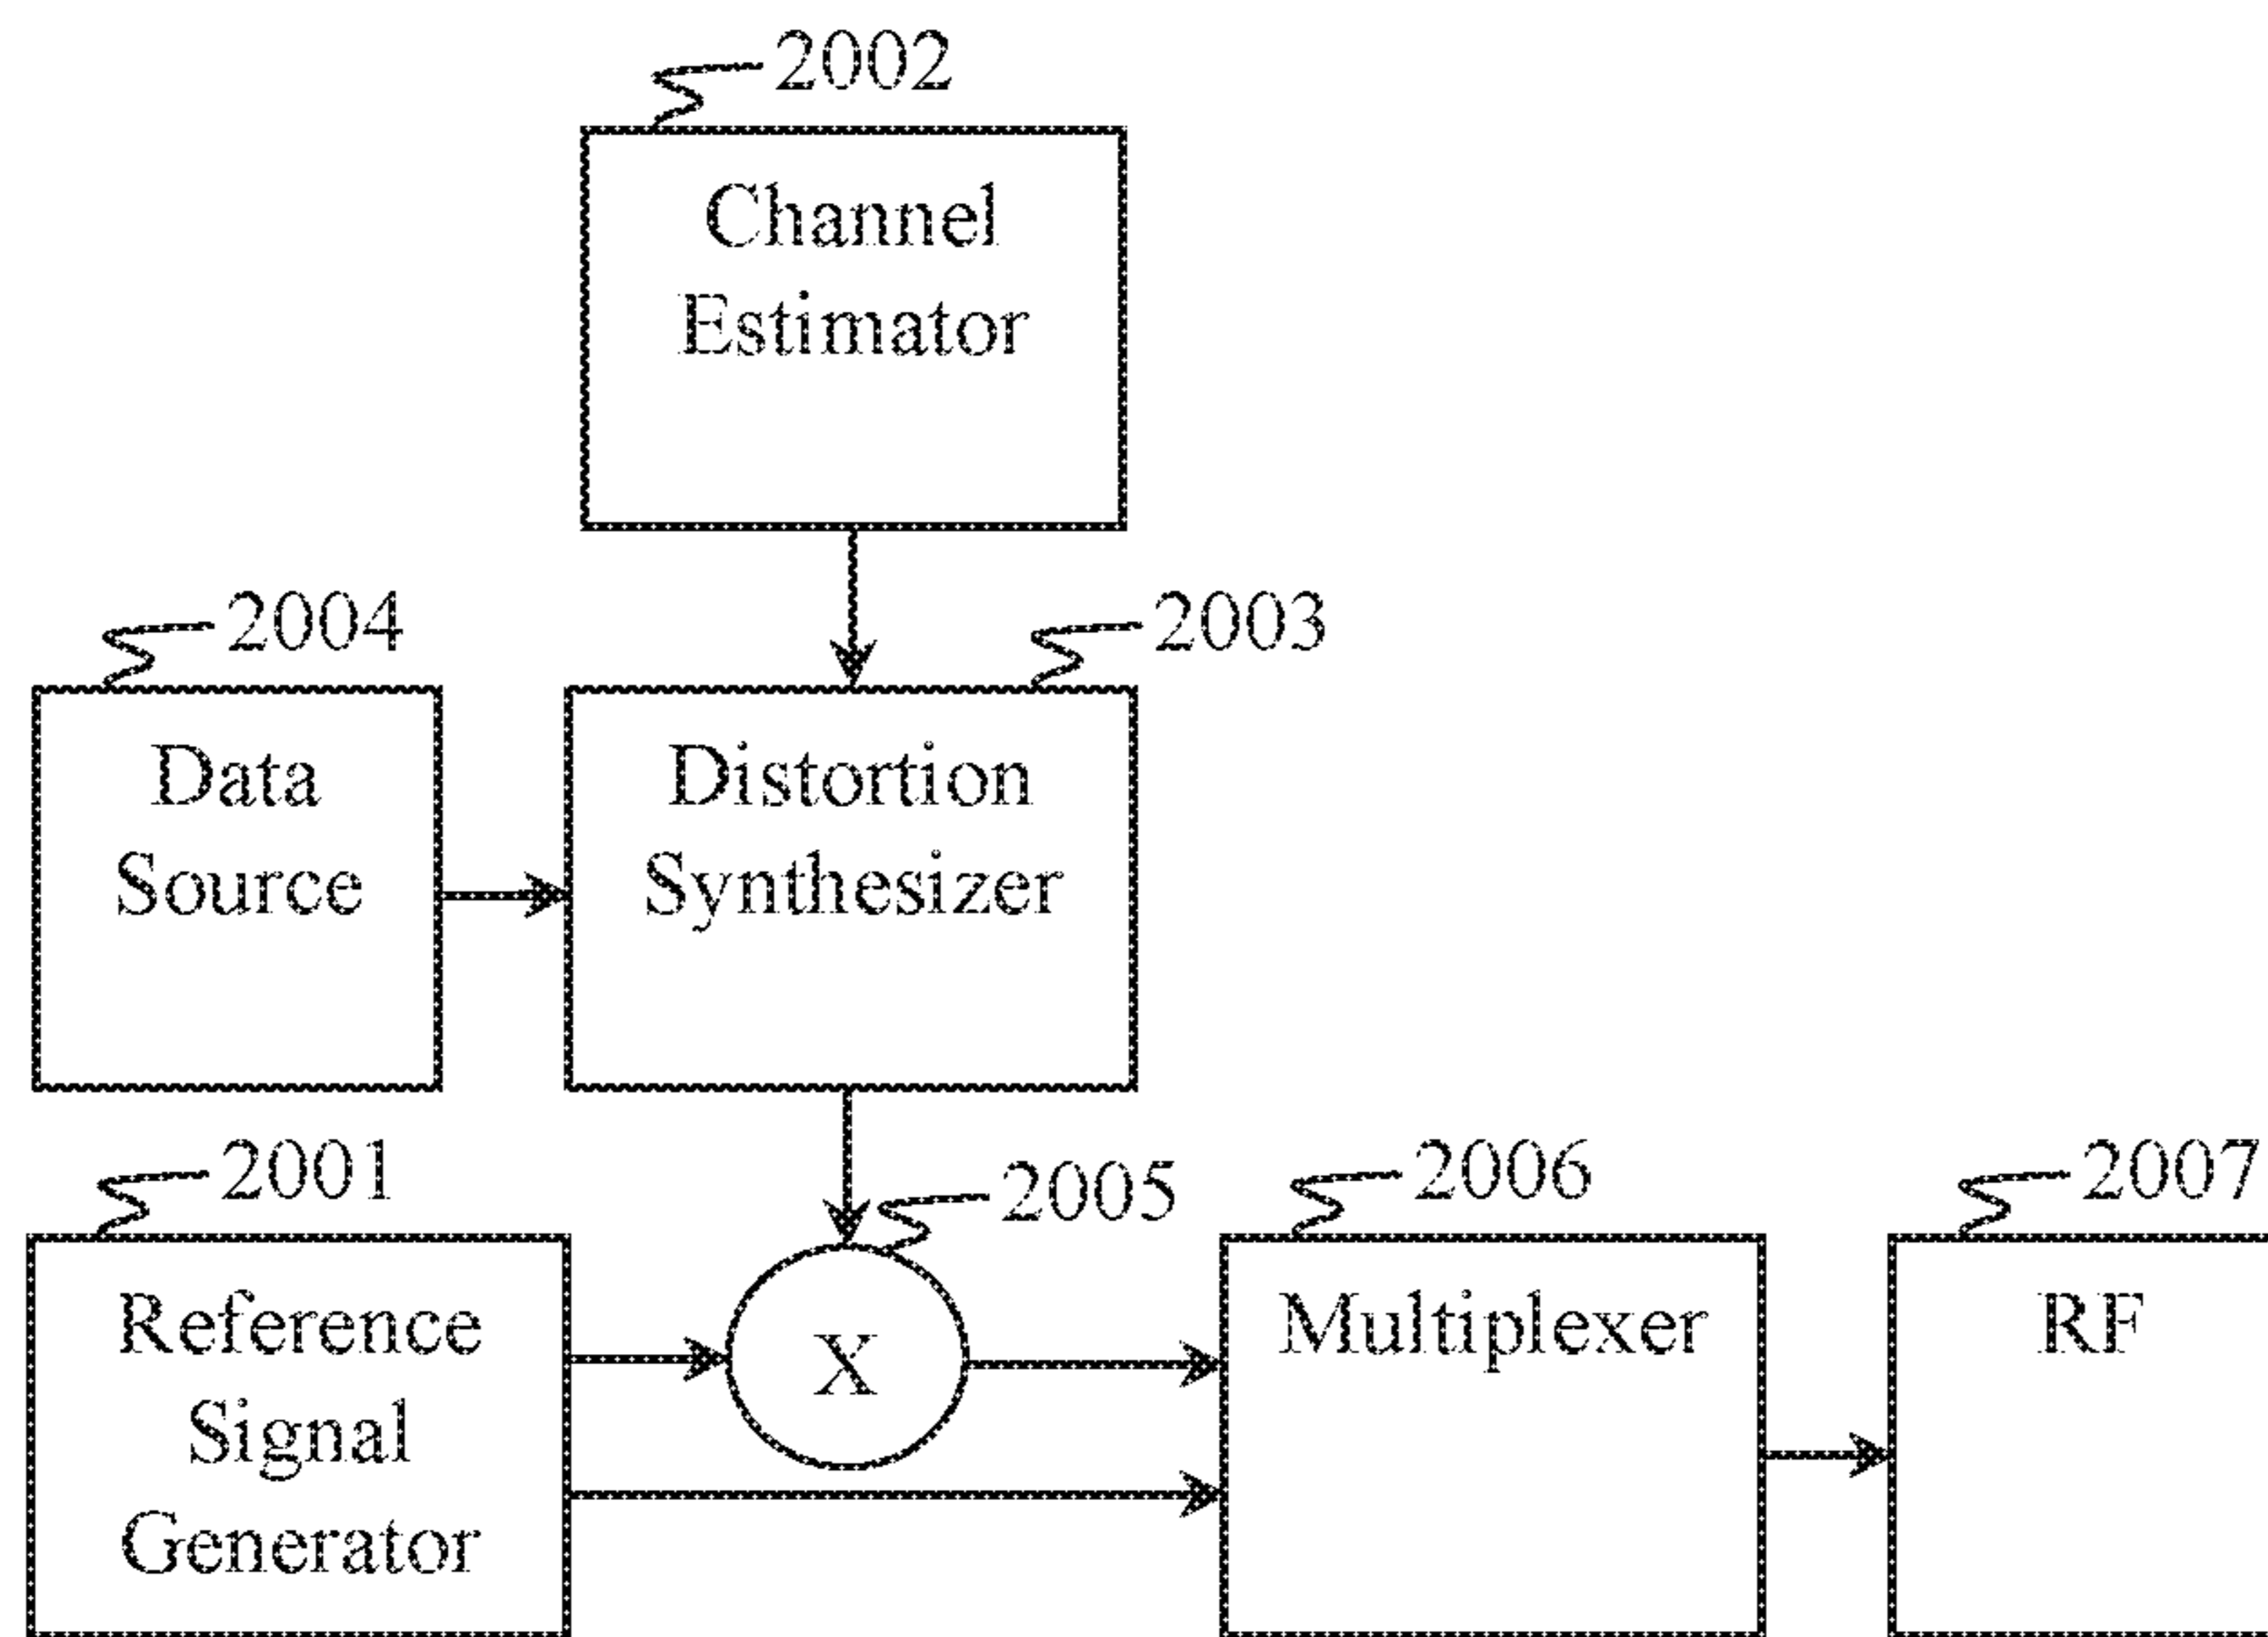 2002
Channel
Estimator
2004
2003
Data
Source
Distortion
Synthesizer
2001
2005
2006
2007
Reference
Signal
Generator
X
Multiplexer
RF